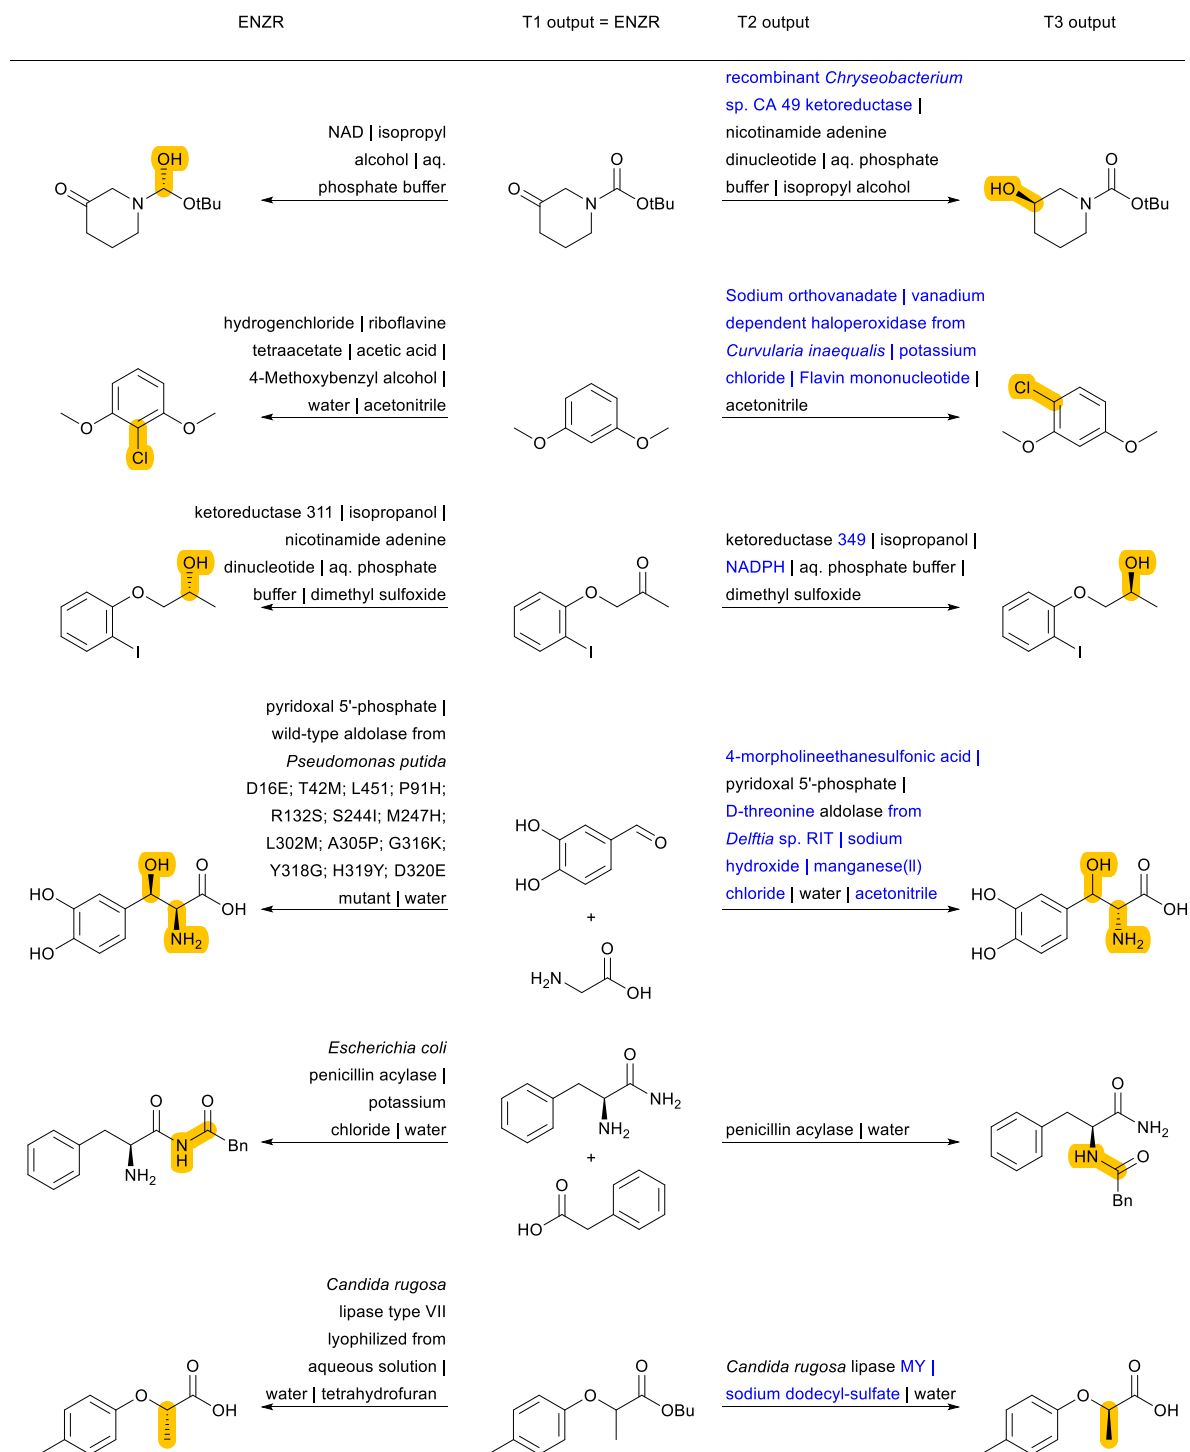 ENZR
T1 output = ENZR
T2 output
T3 output
NAD | isopropyl
alcohol | aq.
phosphate buffer
recombinant Chryseobacterium
sp. CA 49 ketoreductase |
nicotinamide adenine
dinucleotide | aq. phosphate
buffer | isopropyl alcohol
OH
O
N
O
OtBu
O
O
N
OtBu
HO
O
N
OtBu
hydrogenchloride | riboflavine
tetraacetate | acetic acid |
4-Methoxybenzyl alcohol |
water | acetonitrile
Sodium orthovanadate | vanadium
dependent haloperoxidase from
Curvularia inaequalis | potassium
chloride | Flavin mononucleotide |
acetonitrile
O
O
Cl
O
O
Cl
O
O
ketoreductase 311 | isopropanol |
nicotinamide adenine
dinucleotide | aq. phosphate
buffer | dimethyl sulfoxide
ketoreductase 349 | isopropanol |
NADPH | aq. phosphate buffer |
dimethyl sulfoxide
OH
O
I
O
O
I
OH
O
I
pyridoxal 5'-phosphate |
wild-type aldolase from
Pseudomonas putida
D16E; T42M; L451; P91H;
R132S; S244I; M247H;
L302M; A305P; G316K;
Y318G; H319Y; D320E
mutant | water
4-morpholineethanesulfonic acid |
pyridoxal 5'-phosphate |
D-threonine aldolase from
Delftia sp. RIT | sodium
hydroxide | manganese(II)
chloride | water | acetonitrile
OH
O
HO
OH
HO
NH2
HO
O
HO
+
O
H2N
OH
OH
O
HO
OH
HO
NH2
Escherichia coli
penicillin acylase |
potassium
chloride | water
penicillin acylase | water
O
O
N
H
Bn
NH2
O
NH2
NH2
+
O
HO
O
NH2
HN
O
Bn
Candida rugosa
lipase type VII
lyophilized from
aqueous solution |
water | tetrahydrofuran
Candida rugosa lipase MY |
sodium dodecyl-sulfate | water
O
O
OH
O
O
OBu
O
O
OH